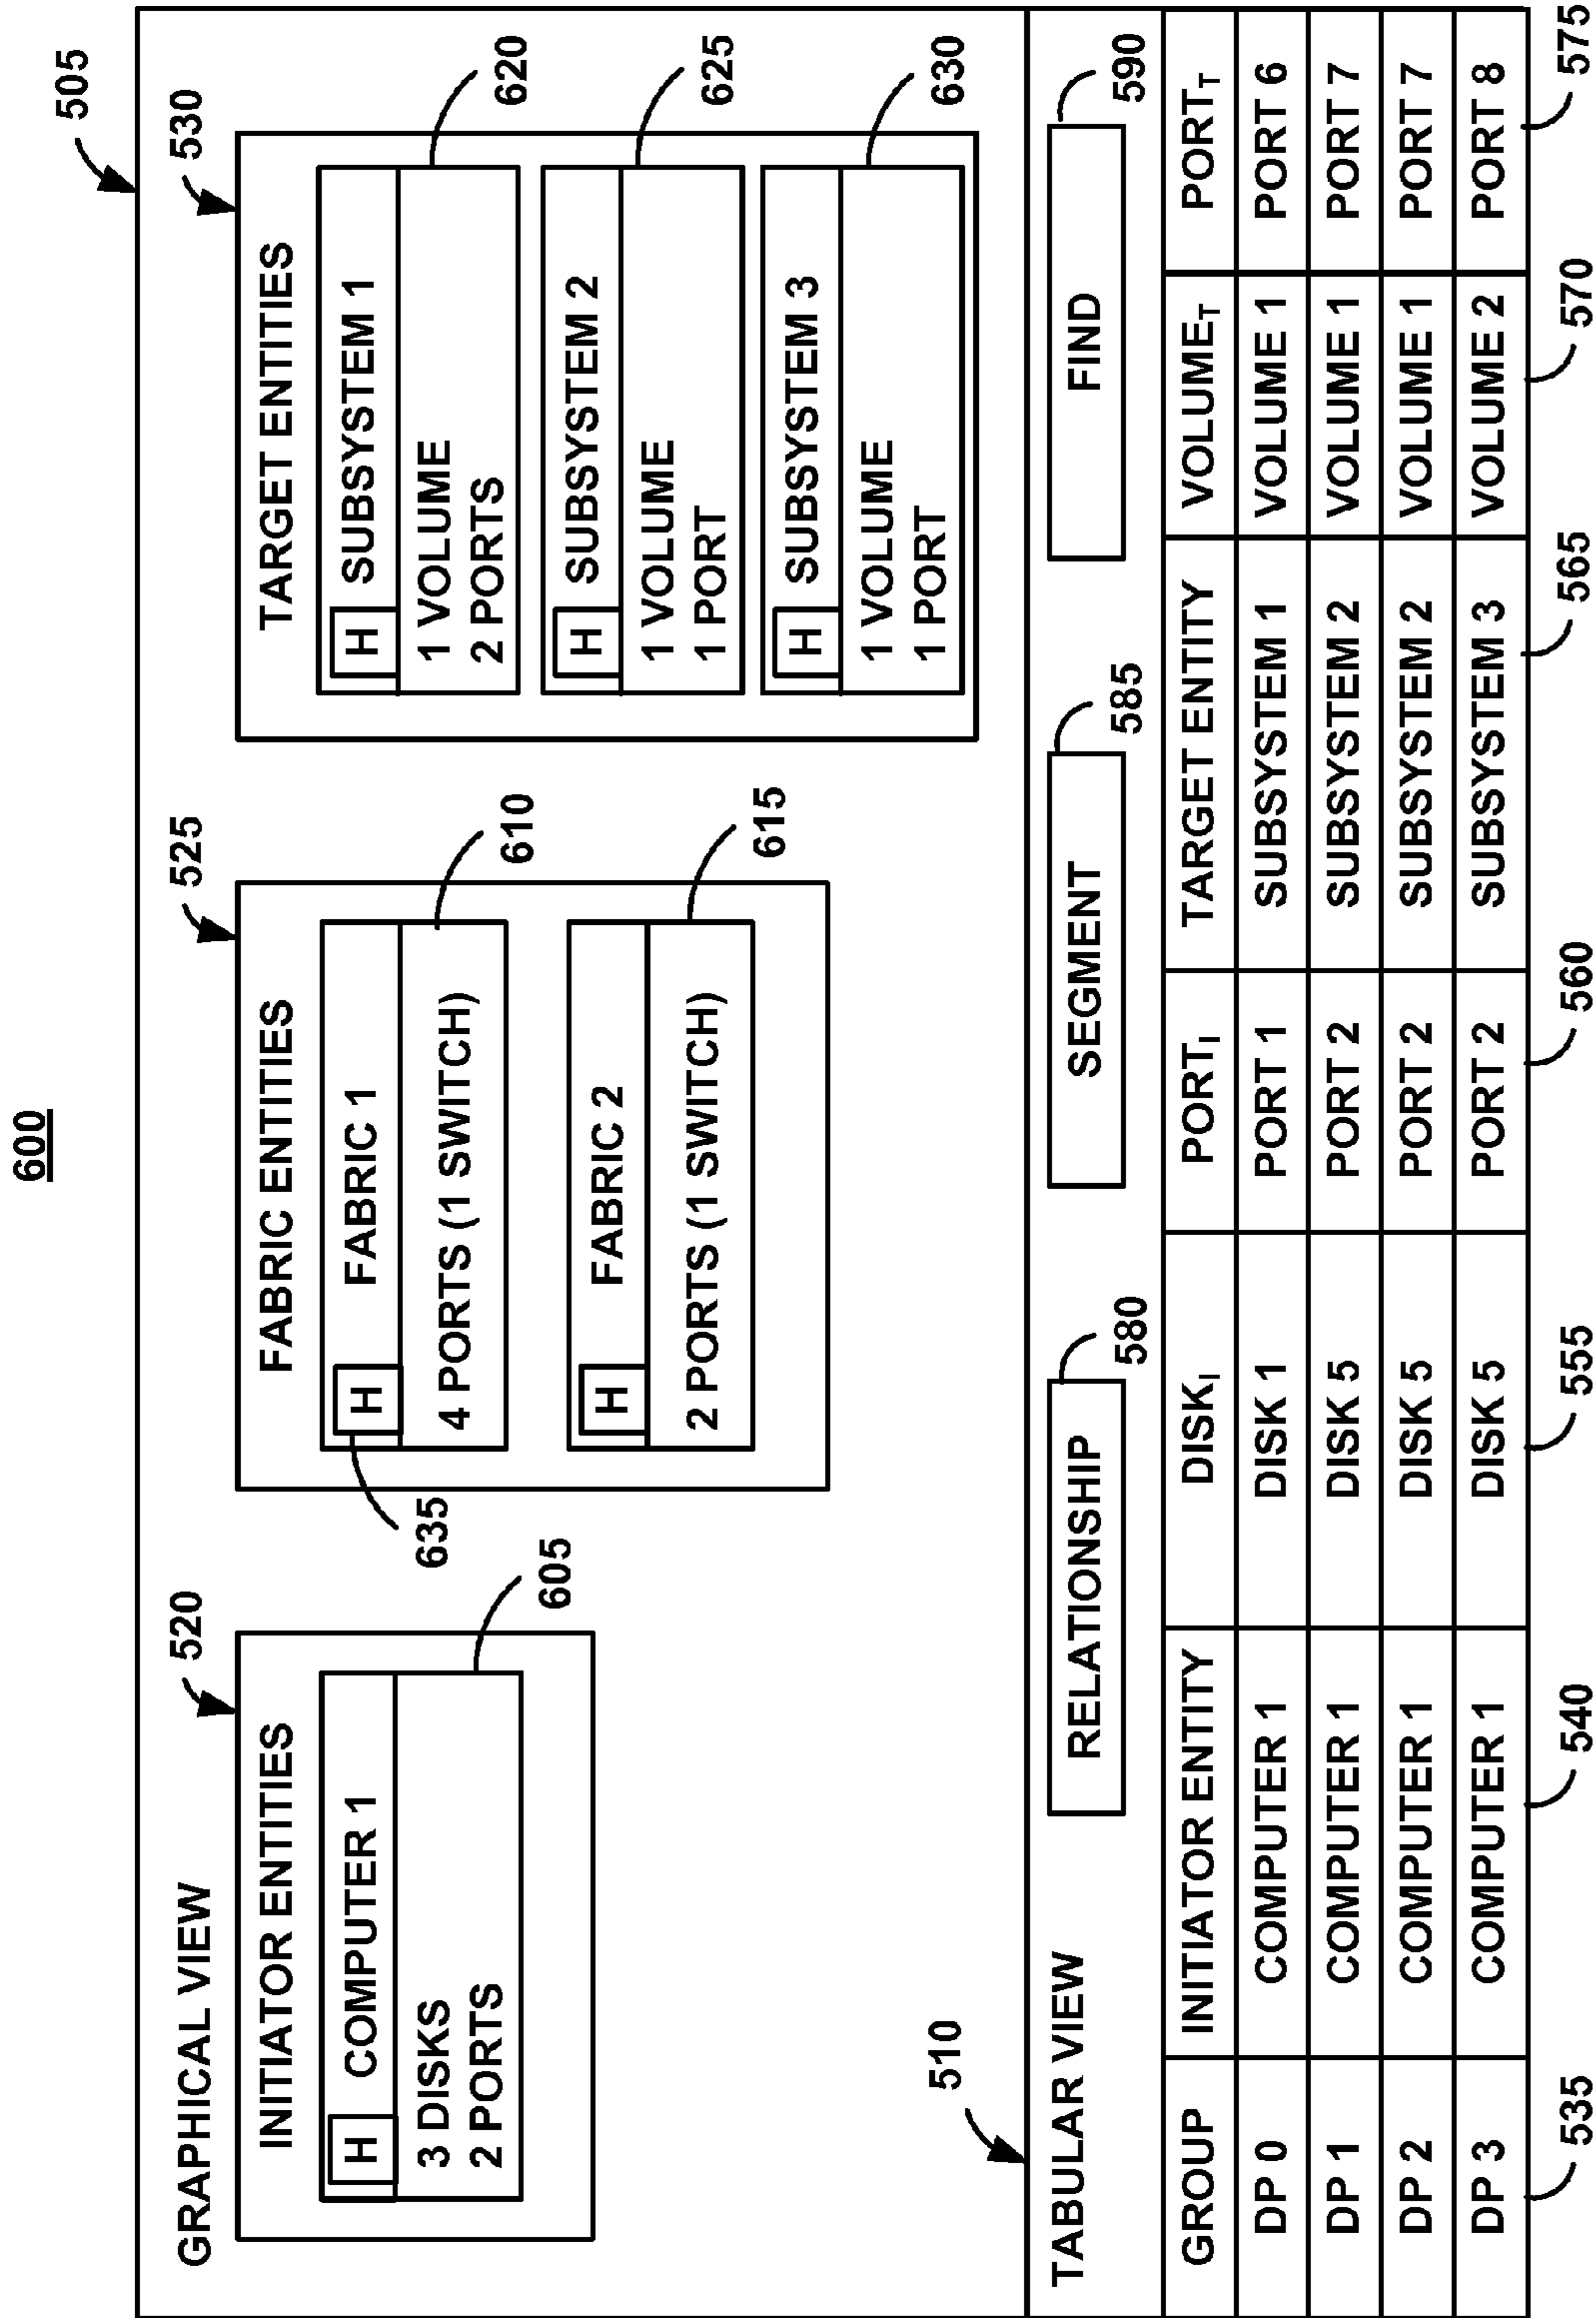 600
505
GRAPHICAL VIEW
520
INITIATOR ENTITIES
H COMPUTER 1
3 DISKS
2 PORTS
605
525
FABRIC ENTITIES
635
H FABRIC 1
4 PORTS (1 SWITCH)
610
H FABRIC 2
2 PORTS (1 SWITCH)
615
530
TARGET ENTITIES
H SUBSYSTEM 1
1 VOLUME
2 PORTS
620
H SUBSYSTEM 2
1 VOLUME
1 PORT
625
H SUBSYSTEM 3
1 VOLUME
1 PORT
630
510
TABULAR VIEW
RELATIONSHIP
580
SEGMENT
585
FIND
590
GROUP INITIATOR ENTITY DISKI PORTI TARGET ENTITY VOLUMET PORTT
DP 0 COMPUTER 1 DISK 1 PORT 1 SUBSYSTEM 1 VOLUME 1 PORT 6
DP 1 COMPUTER 1 DISK 5 PORT 2 SUBSYSTEM 2 VOLUME 1 PORT 7
DP 2 COMPUTER 1 DISK 5 PORT 2 SUBSYSTEM 2 VOLUME 1 PORT 7
DP 3 COMPUTER 1 DISK 5 PORT 2 SUBSYSTEM 3 VOLUME 2 PORT 8
535 540 555 560 565 570 575